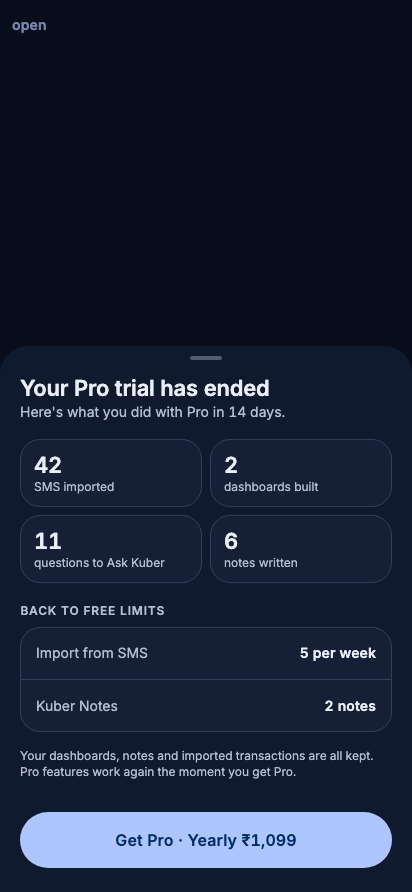 open
Your Pro trial has ended
Here's what you did with Pro in 14 days.
42
SMS imported
2
dashboards built
11
questions to Ask Kuber
6
notes written
BACK TO FREE LIMITS
Import from SMS 5 per week
Kuber Notes 2 notes
Your dashboards, notes and imported transactions are all kept.
Pro features work again the moment you get Pro.
Get Pro · Yearly ₹1,099